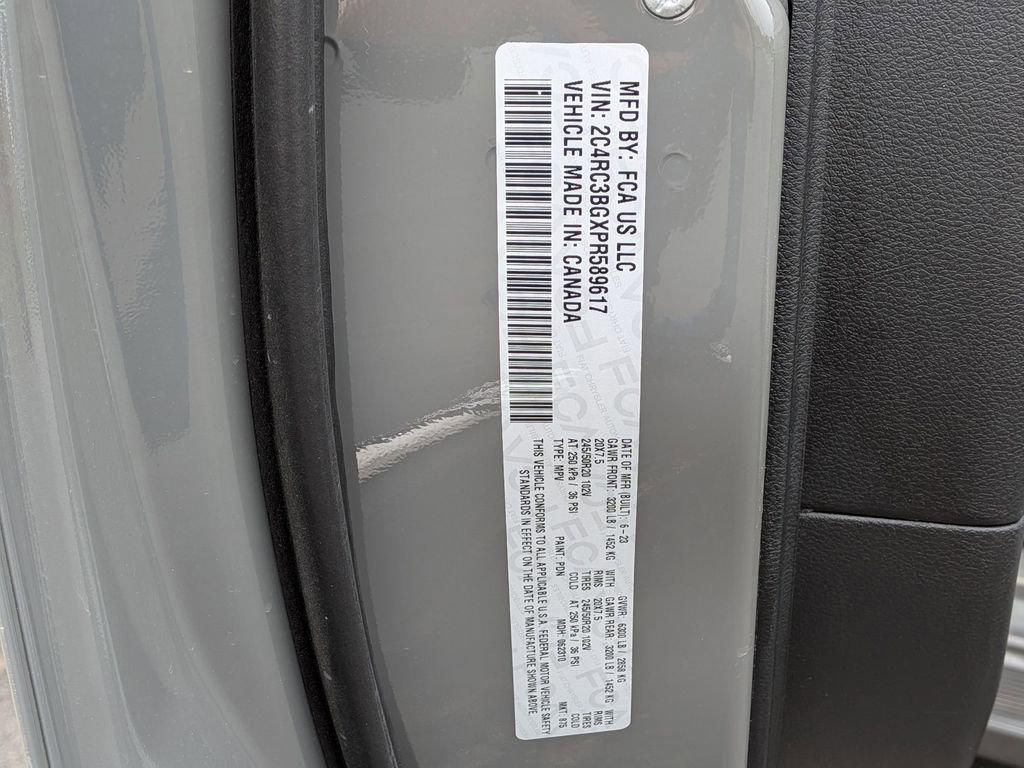 MFD BY: FCA US LLC
VIN: 2C4RC3BGXPR589617
VEHICLE MADE IN: CANADA
DATE OF MFR (BUILT): 6-23 GVWR: 6300 LB / 2858 KG
GAWR FRONT: 3200 LB / 1452 KG WITH GAWR REAR: 3200 LB / 1452 KG WITH
20X7.5 RIMS 20X7.5 RIMS
245/50R20 102V TIRES 245/50R20 102V TIRES
AT 250 kPa / 36 PSI COLD AT 250 kPa / 36 PSI COLD
TYPE: MPV PAINT: PDN MDH: 062310 MKT: 875
THIS VEHICLE CONFORMS TO ALL APPLICABLE U.S.A. FEDERAL MOTOR VEHICLE SAFETY
STANDARDS IN EFFECT ON THE DATE OF MANUFACTURE SHOWN ABOVE.